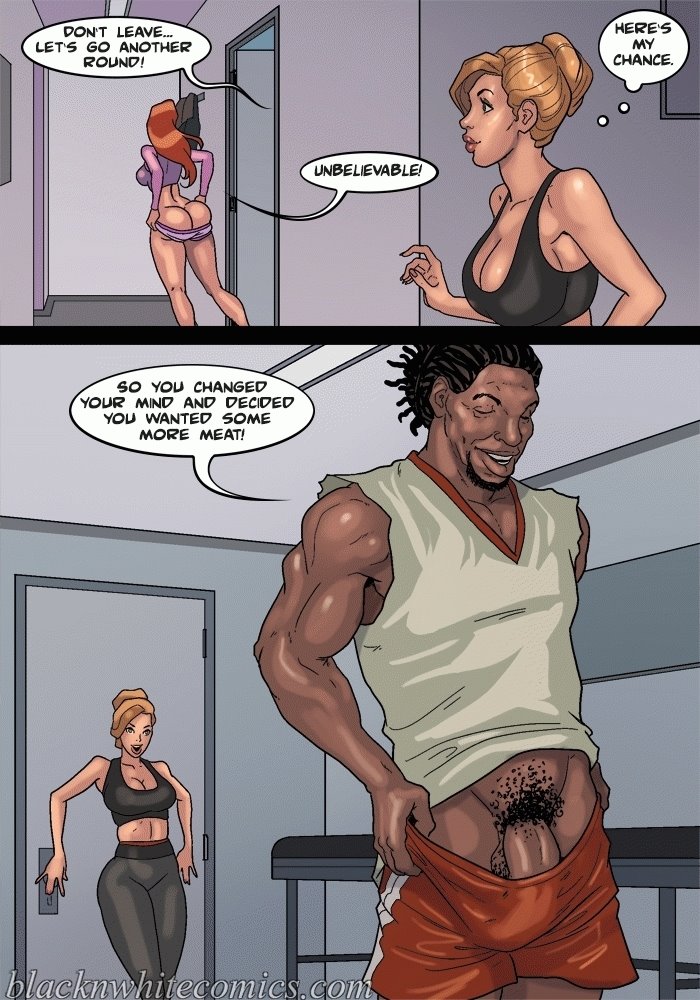 DON'T LEAVE...
LET'S GO ANOTHER
ROUND!
HERE'S
MY
CHANCE.
UNBELIEVABLE!
SO YOU CHANGED
YOUR MIND AND DECIDED
YOU WANTED SOME
MORE MEAT!
blacknwhitecomics.com